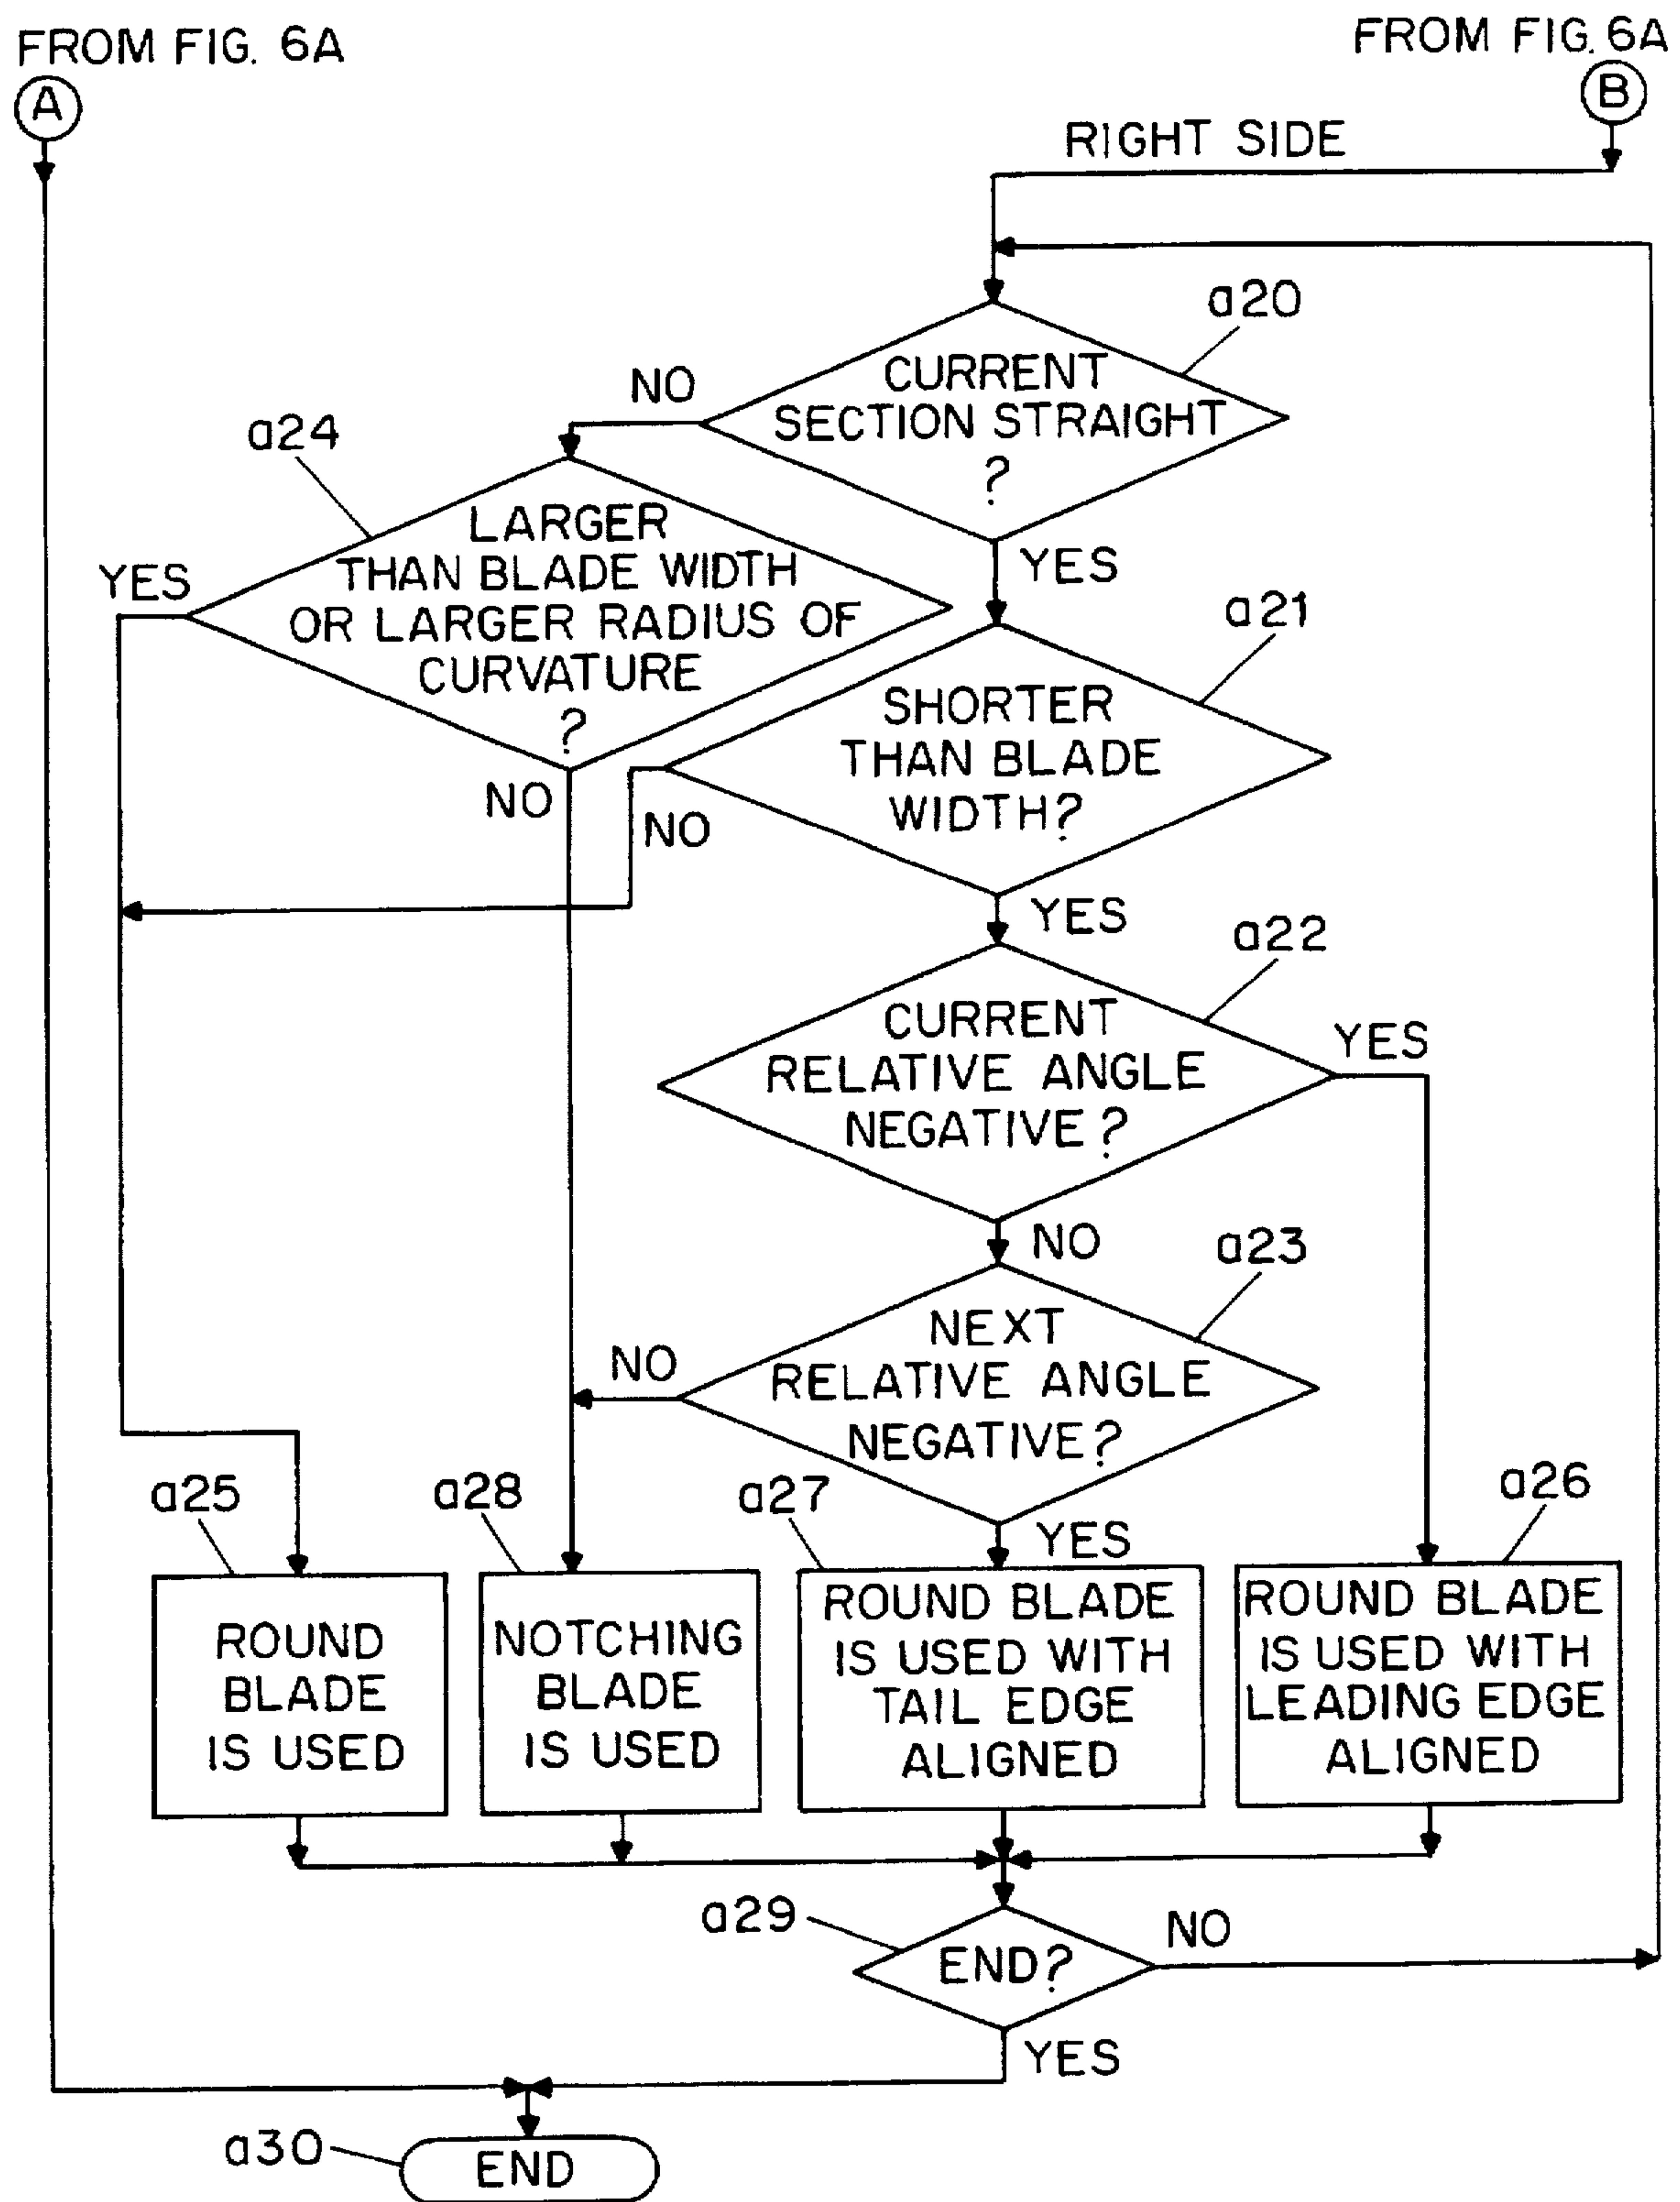 FROM FIG. 6A
FROM FIG. 6A
A
B
RIGHT SIDE
a20
CURRENT
SECTION STRAIGHT
?
NO
YES
a24
LARGER
THAN BLADE WIDTH
OR LARGER RADIUS OF
CURVATURE
?
YES
NO
a21
SHORTER
THAN BLADE
WIDTH?
NO
YES
a22
CURRENT
RELATIVE ANGLE
NEGATIVE?
YES
NO
a23
NEXT
RELATIVE ANGLE
NEGATIVE?
NO
YES
a25
ROUND
BLADE
IS USED
a28
NOTCHING
BLADE
IS USED
a27
ROUND BLADE
IS USED WITH
TAIL EDGE
ALIGNED
a26
ROUND BLADE
IS USED WITH
LEADING EDGE
ALIGNED
a29
END?
NO
YES
a30
END